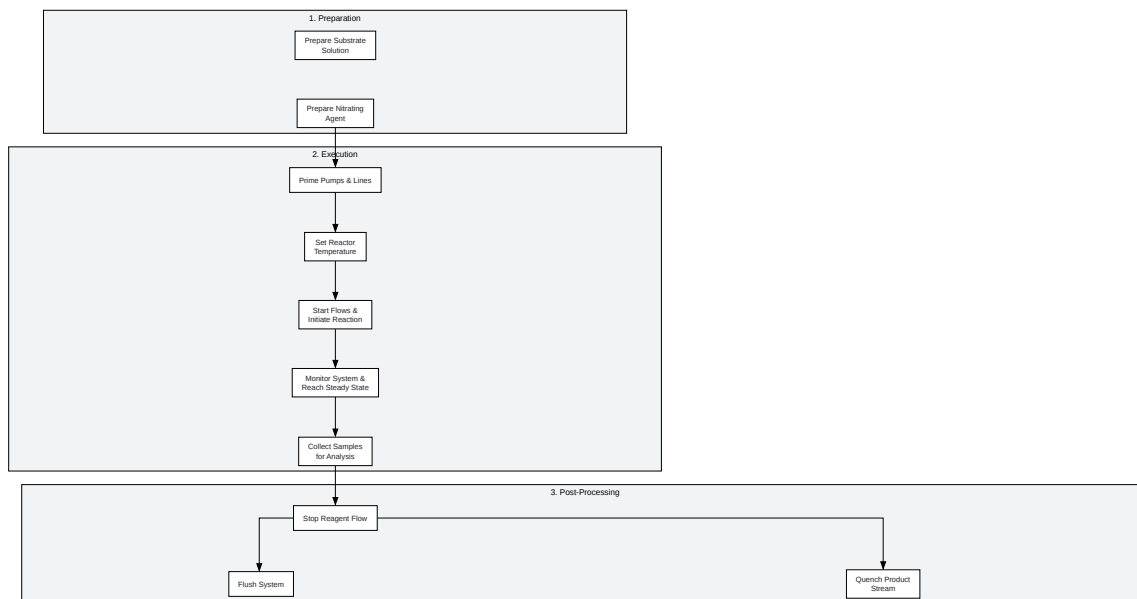 1. Preparation
Prepare Substrate
Solution
Prepare Nitrating
Agent
2. Execution
Prime Pumps & Lines
Set Reactor
Temperature
Start Flows &
Initiate Reaction
Monitor System &
Reach Steady State
Collect Samples
for Analysis
3. Post-Processing
Stop Reagent Flow
Flush System
Quench Product
Stream